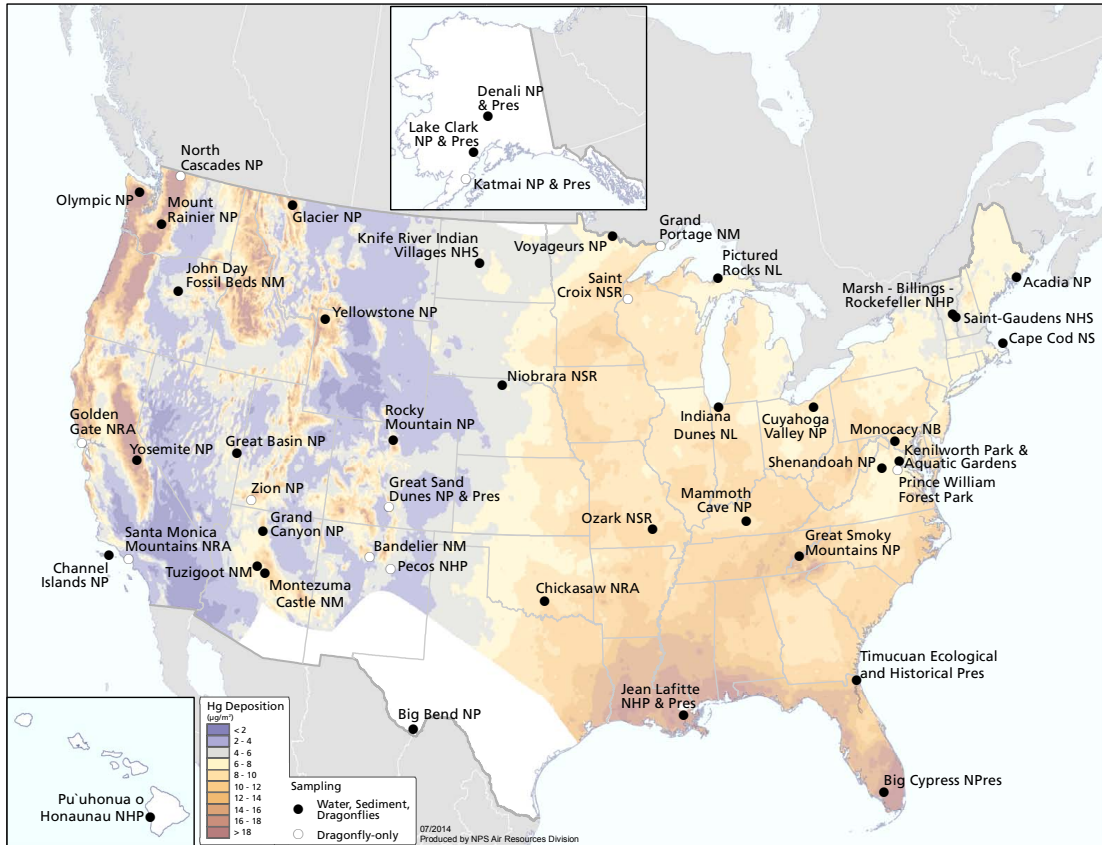 Denali NP
& Pres
Lake Clark
NP & Pres
Katmai NP & Pres
North
Cascades NP
Olympic NP
Mount
Rainier NP
Glacier NP
Knife River Indian
Villages NHS
Voyageurs NP
Grand
Portage NM
Pictured
Rocks NL
Saint
Croix NSR
John Day
Fossil Beds NM
Yellowstone NP
Marsh - Billings -
Rockefeller NHP
Acadia NP
Saint-Gaudens NHS
Cape Cod NS
Niobrara NSR
Golden
Gate NRA
Yosemite NP
Great Basin NP
Rocky
Mountain NP
Indiana
Dunes NL
Cuyahoga
Valley NP
Monocacy NB
Kenilworth Park &
Aquatic Gardens
Shenandoah NP
Prince William
Forest Park
Zion NP
Great Sand
Dunes NP & Pres
Mammoth
Cave NP
Ozark NSR
Great Smoky
Mountains NP
Santa Monica
Mountains NRA
Grand
Canyon NP
Bandelier NM
Pecos NHP
Channel
Islands NP
Tuzigoot NM
Montezuma
Castle NM
Chickasaw NRA
Timucuan Ecological
and Historical Pres
Jean Lafitte
NHP & Pres
Big Bend NP
Big Cypress NPres
Pu`uhonua o
Honaunau NHP
Hg Deposition
(µg/m²)
< 2
2 - 4
4 - 6
6 - 8
8 - 10
10 - 12
12 - 14
14 - 16
16 - 18
> 18
Sampling
Water, Sediment,
Dragonflies
Dragonfly-only
07/2014
Produced by NPS Air Resources Division